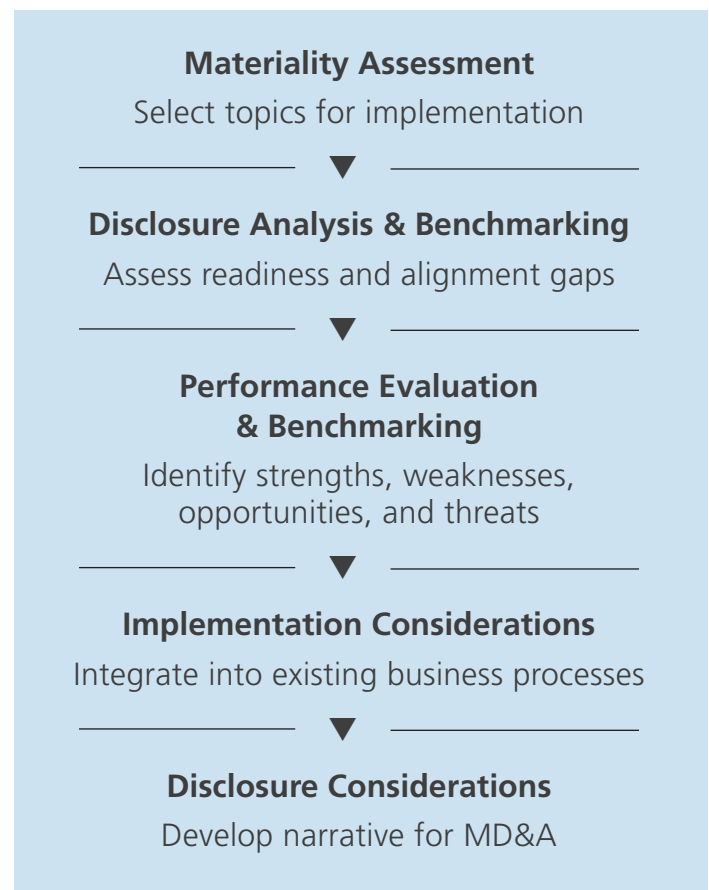 Materiality Assessment
Select topics for implementation
Disclosure Analysis & Benchmarking
Assess readiness and alignment gaps
Performance Evaluation
& Benchmarking
Identify strengths, weaknesses,
opportunities, and threats
Implementation Considerations
Integrate into existing business processes
Disclosure Considerations
Develop narrative for MD&A